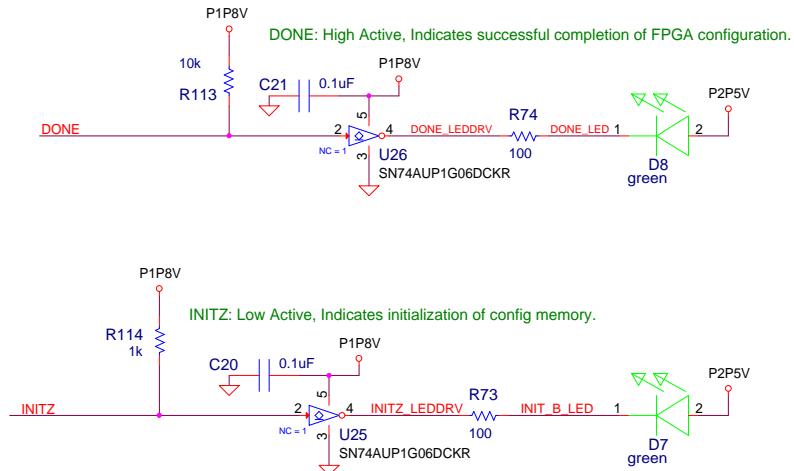 P1P8V
DONE: High Active, Indicates successful completion of FPGA configuration.
P1P8V
10k
R113
C21
0.1uF
R74
P2P5V
DONE
2
5
4
DONE_LEDDRV
DONE_LED
1
2
NC = 1
3
U26
100
D8
SN74AUP1G06DCKR
green
P1P8V
INITZ: Low Active, Indicates initialization of config memory.
R114
1k
P1P8V
C20
0.1uF
R73
P2P5V
INITZ
2
5
4
INITZ_LEDDRV
INIT_B_LED
1
2
NC = 1
3
U25
100
D7
SN74AUP1G06DCKR
green